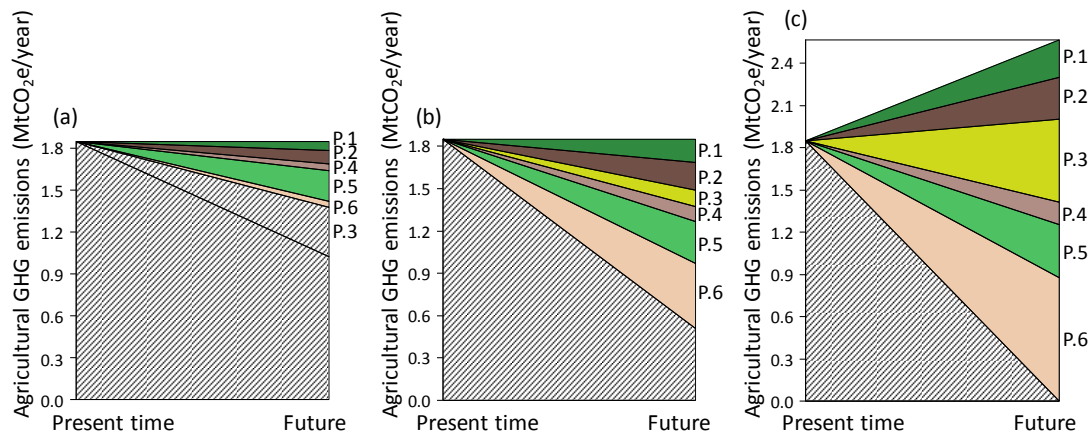 (a)
Agricultural GHG emissions (MtCO₂e/year)
1.8
1.5
1.2
0.9
0.6
0.3
0.0
P.1
P.2
P.4
P.5
P.6
P.3
Present time
Future
(b)
Agricultural GHG emissions (MtCO₂e/year)
1.8
1.5
1.2
0.9
0.6
0.3
0.0
P.1
P.2
P.3
P.4
P.5
P.6
Present time
Future
(c)
Agricultural GHG emissions (MtCO₂e/year)
2.4
2.1
1.8
1.5
1.2
0.9
0.6
0.3
0.0
P.1
P.2
P.3
P.4
P.5
P.6
Present time
Future